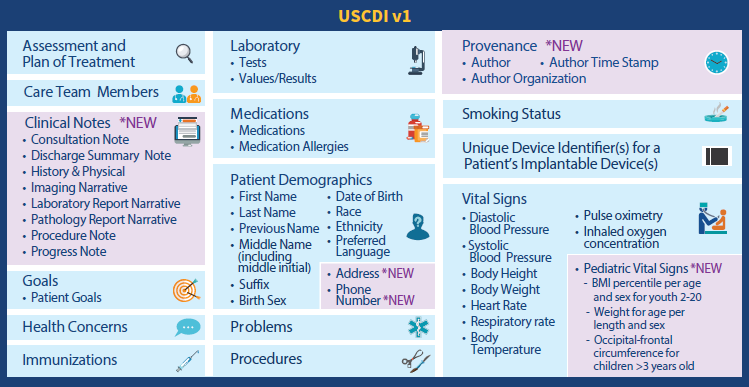 USCDI v1
Assessment and
Plan of Treatment
Care Team Members
Clinical Notes *NEW
• Consultation Note
• Discharge Summary Note
• History & Physical
• Imaging Narrative
• Laboratory Report Narrative
• Pathology Report Narrative
• Procedure Note
• Progress Note
Goals
• Patient Goals
Health Concerns
Immunizations
Laboratory
• Tests
• Values/Results
Medications
• Medications
• Medication Allergies
Patient Demographics
• First Name
• Last Name
• Previous Name
• Middle Name
(including
middle initial)
• Suffix
• Birth Sex
• Date of Birth
• Race
• Ethnicity
• Preferred
Language
• Address *NEW
• Phone
Number *NEW
Problems
Procedures
Provenance *NEW
• Author • Author Time Stamp
• Author Organization
Smoking Status
Unique Device Identifier(s) for a
Patient's Implantable Device(s)
Vital Signs
• Diastolic
Blood Pressure
• Systolic
Blood Pressure
• Body Height
• Body Weight
• Heart Rate
• Respiratory rate
• Body
Temperature
• Pulse oximetry
• Inhaled oxygen
concentration
• Pediatric Vital Signs *NEW
- BMI percentile per age
and sex for youth 2-20
- Weight for age per
length and sex
- Occipital-frontal
circumference for
children >3 years old